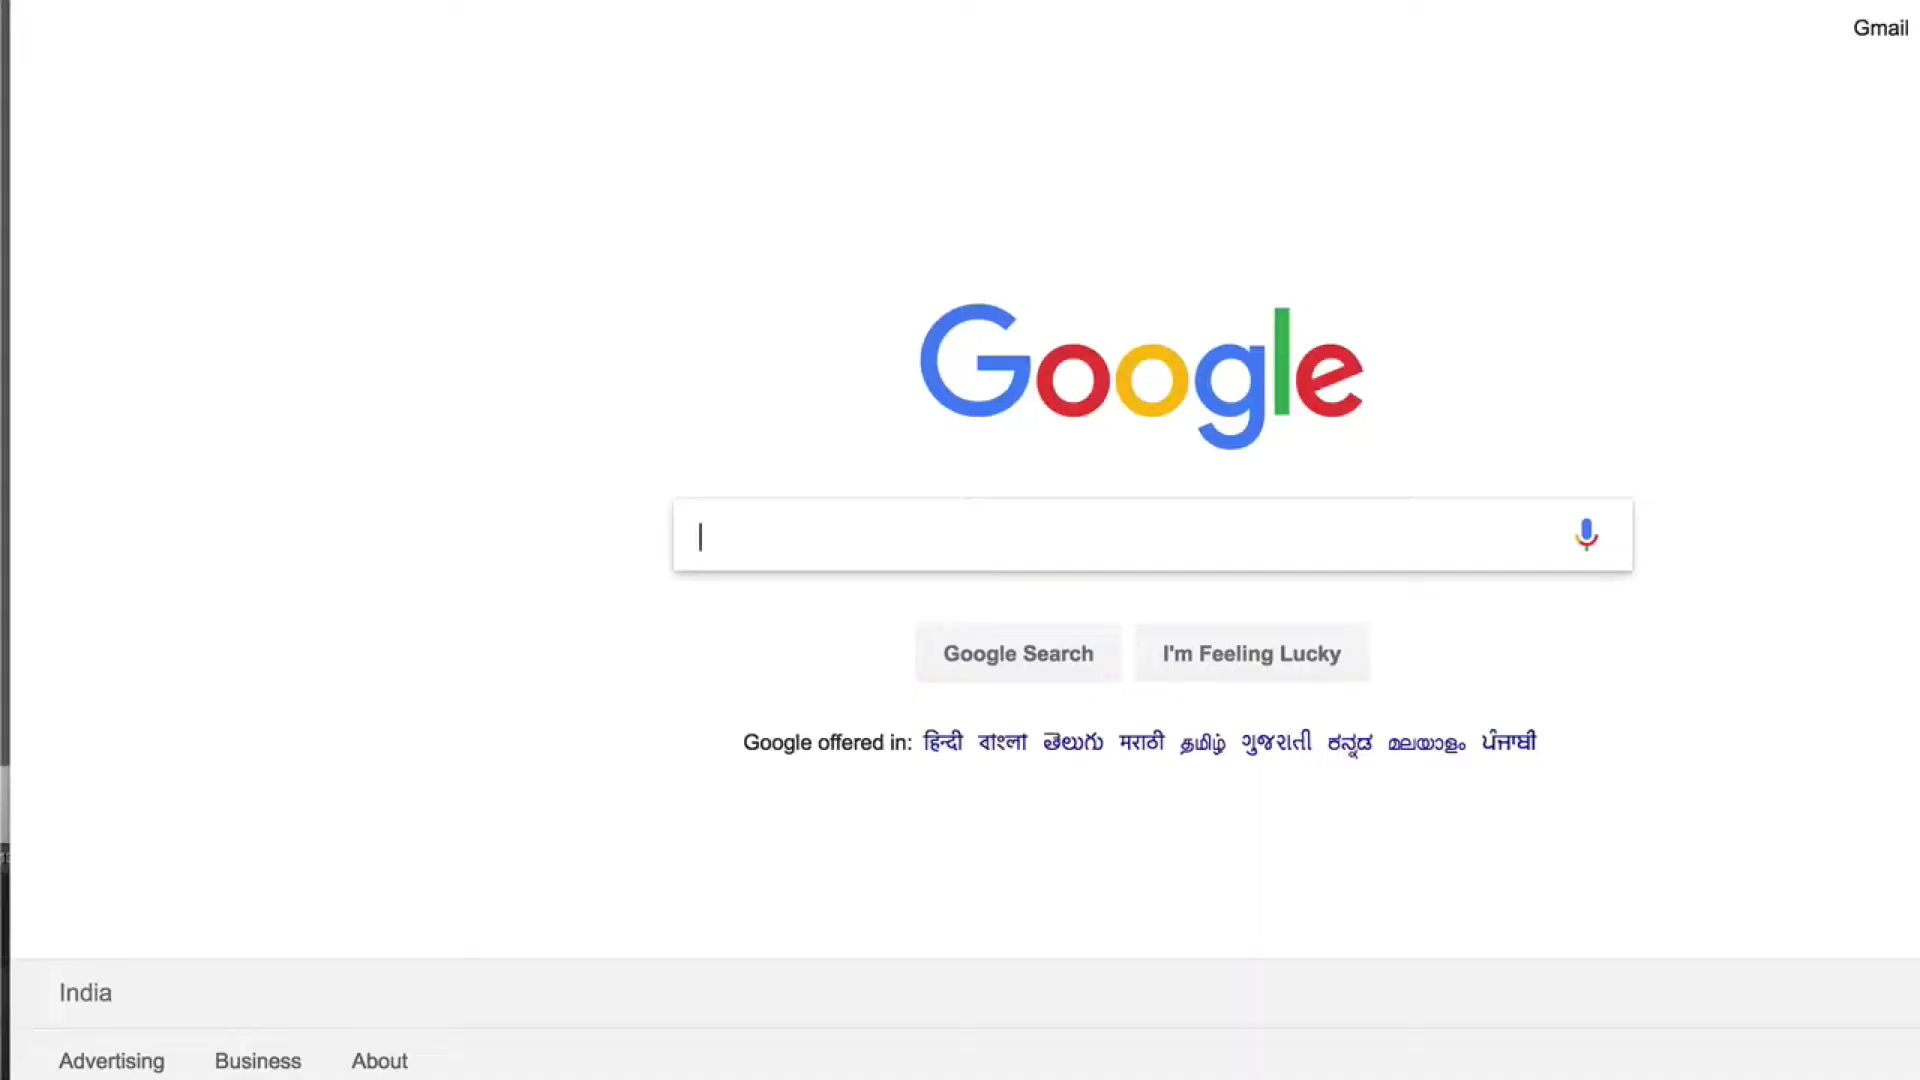 Gmail
Google
Google Search I'm Feeling Lucky
Google offered in: हिन्दी বাংলা తెలుగు मराठी தமிழ் ગુજરાતી ಕನ್ನಡ മലയാളം ਪੰਜਾਬੀ
India
Advertising Business About